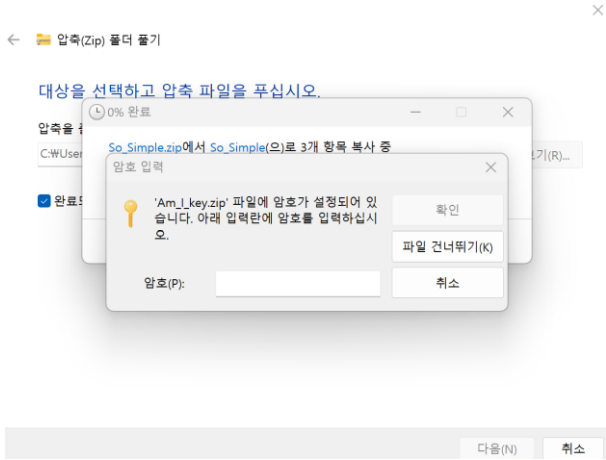 압축(Zip) 폴더 풀기
대상을 선택하고 압축 파일을 푸십시오.
0% 완료
압축을
So_Simple.zip에서 So_Simple(으)로 3개 항목 복사 중
C:₩User
기(R)...
암호 입력
완료
'Am_I_key.zip' 파일에 암호가 설정되어 있
습니다. 아래 입력란에 암호를 입력하십시
오.
확인
파일 건너뛰기(K)
암호(P):
취소
다음(N)
취소